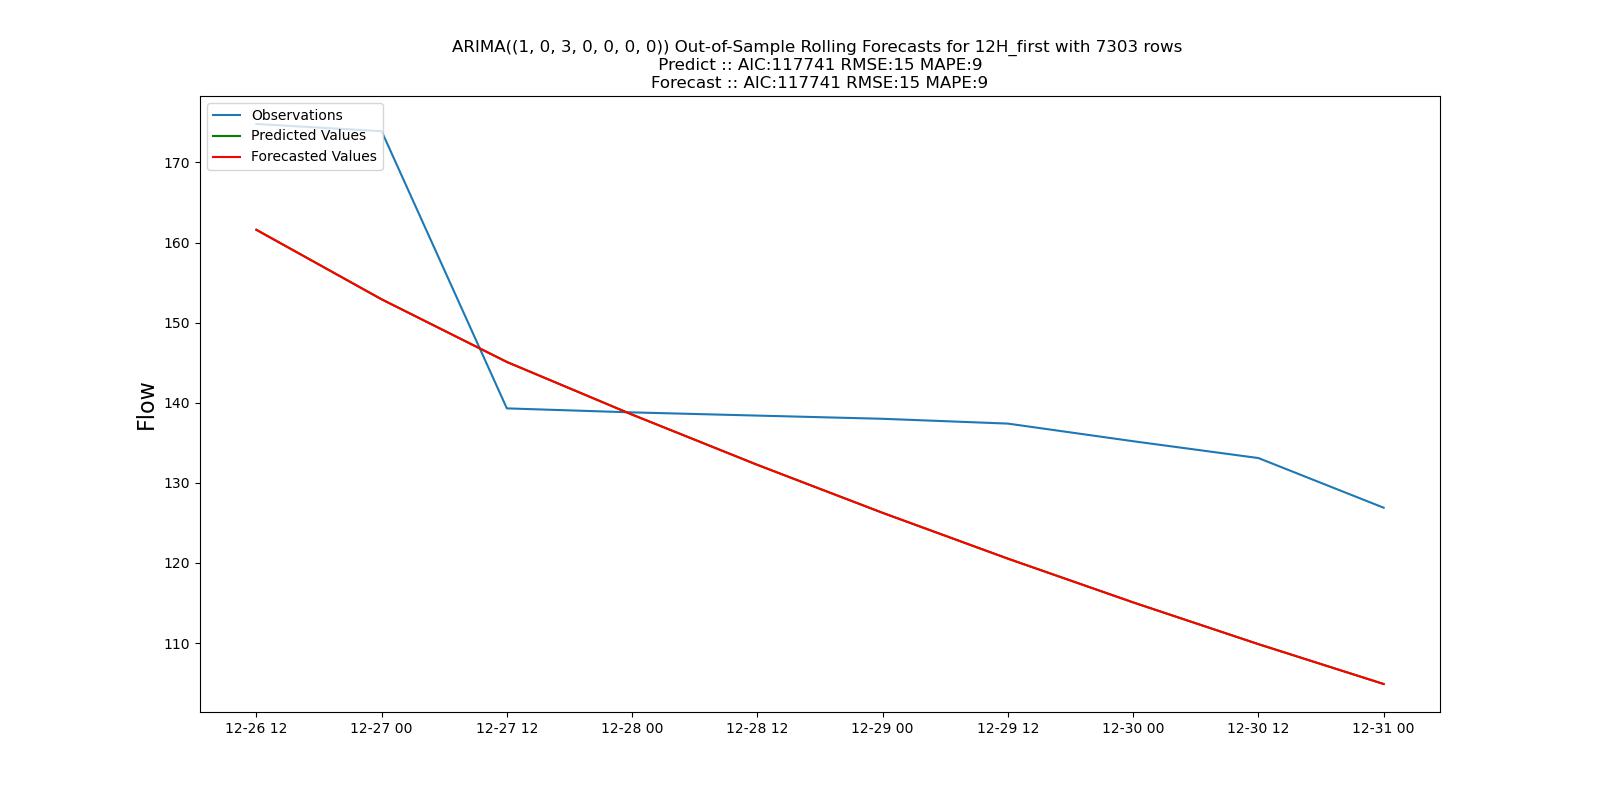 ARIMA((1, 0, 3, 0, 0, 0, 0)) Out-of-Sample Rolling Forecasts for 12H_first with 7303 rows
Predict :: AIC:117741 RMSE:15 MAPE:9
Forecast :: AIC:117741 RMSE:15 MAPE:9
Observations
Predicted Values
Forecasted Values
170
160
150
140
130
120
110
Flow
12-26 12
12-27 00
12-27 12
12-28 00
12-28 12
12-29 00
12-29 12
12-30 00
12-30 12
12-31 00